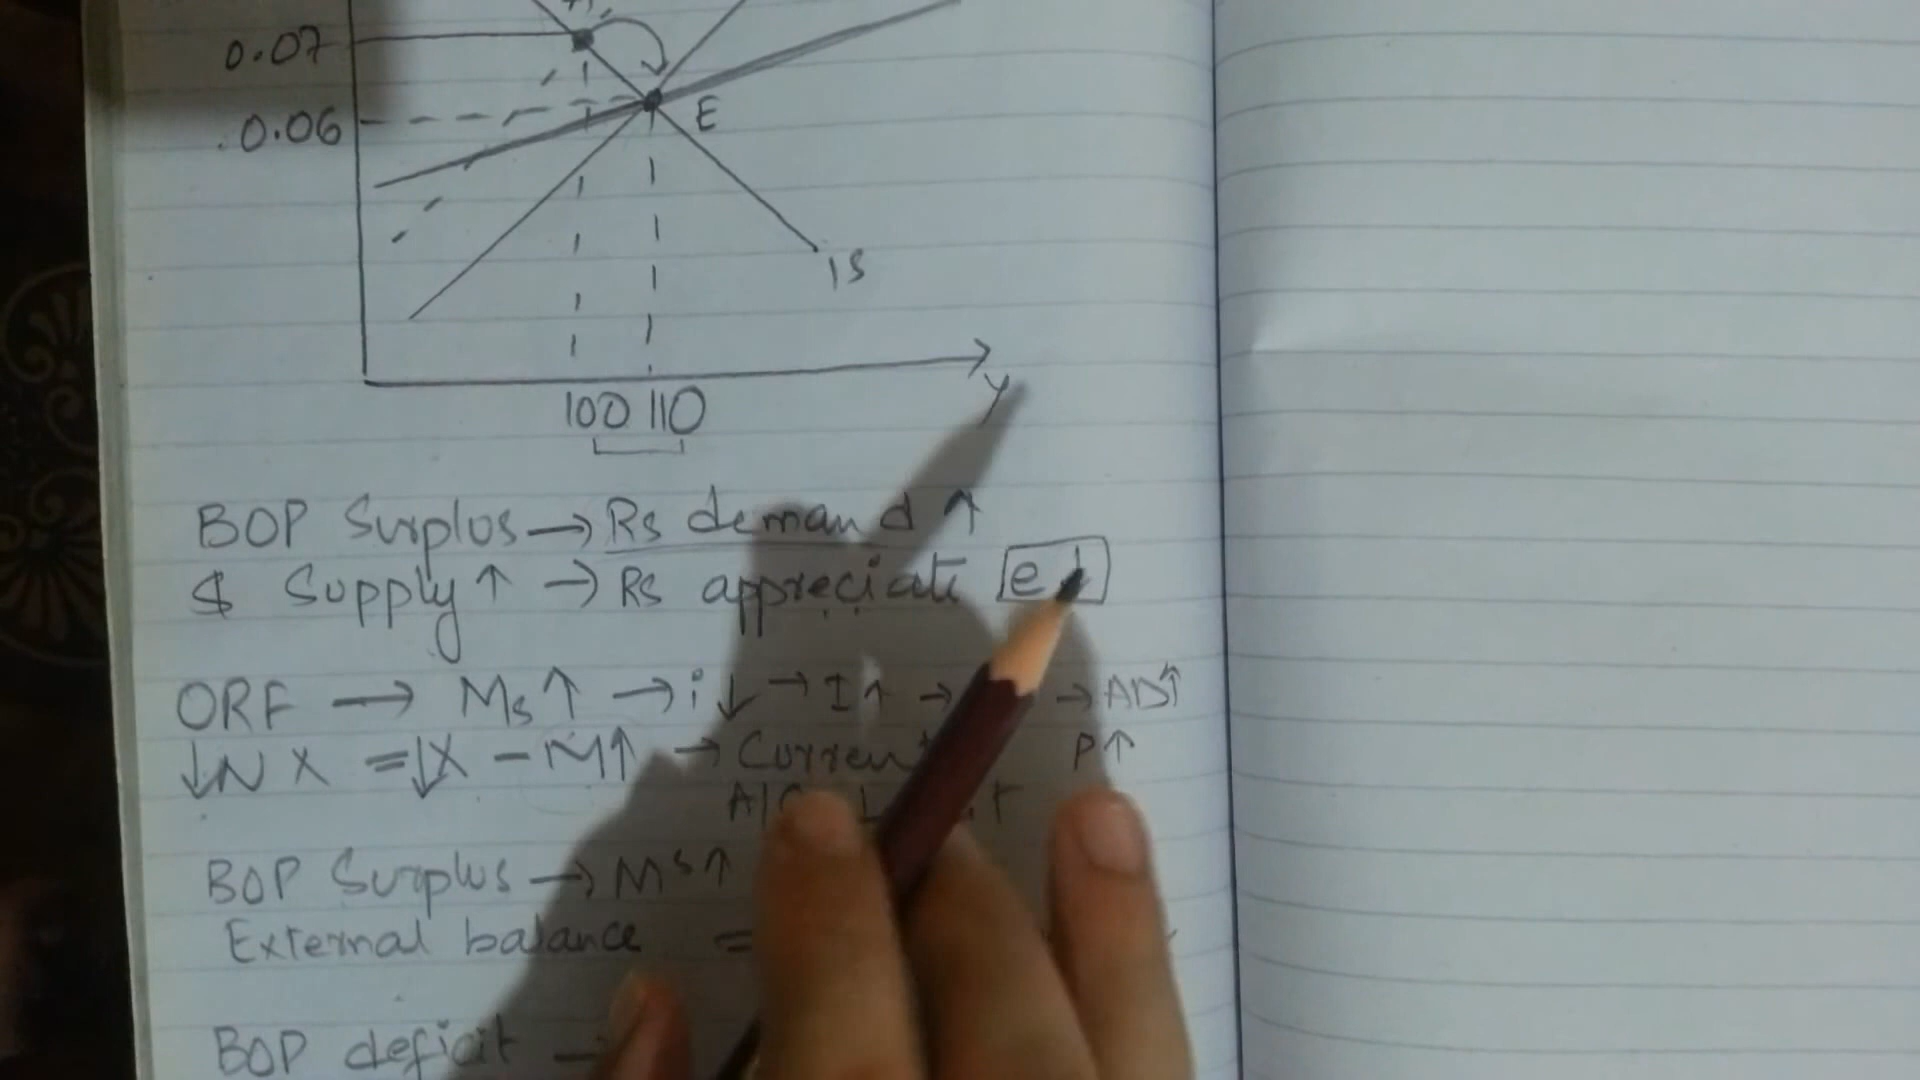 0.07
0.06
E
IS
Y
100 110
BOP Surplus → Rs demand ↑
$ Supply ↑ → Rs appreciate e↓
ORF → Ms ↑ → i ↓ → I ↑ → → AD↑
↓NX = ↓X - M↑ → Current P↑
BOP Surplus → Mˢ ↑
External balance =
BOP deficit →